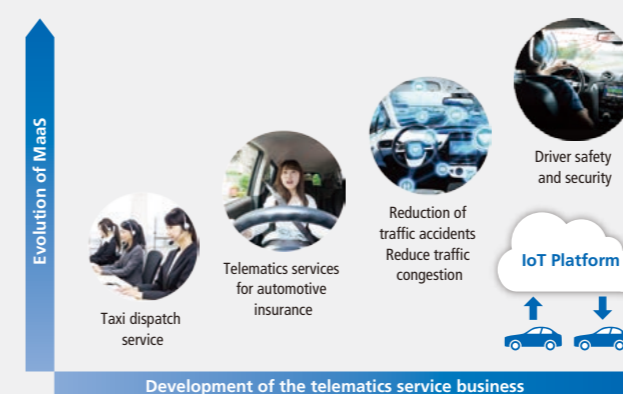 Evolution of MaaS
Taxi dispatch
service
Telematics services
for automotive
insurance
Reduction of
traffic accidents
Reduce traffic
congestion
Driver safety
and security
IoT Platform
Development of the telematics service business